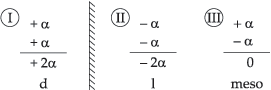 Ⓘ + α Ⓘⓘ – α Ⓘⓘⓘ + α
+ α – α – α
+ 2α – 2α 0
d l meso